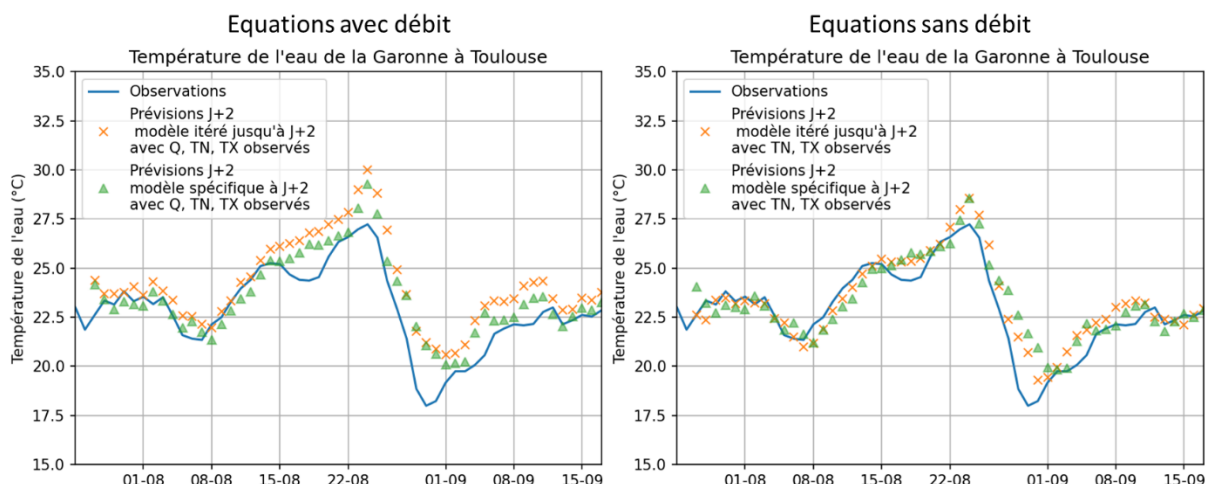 Equations avec débit
Température de l'eau de la Garonne à Toulouse
35.0
32.5
30.0
27.5
25.0
22.5
20.0
17.5
15.0
Température de l'eau (°C)
Observations
Prévisions J+2
modèle itéré jusqu'à J+2
avec Q, TN, TX observés
Prévisions J+2
modèle spécifique à J+2
avec Q, TN, TX observés
01-08 08-08 15-08 22-08 01-09 08-09 15-09
Equations sans débit
Température de l'eau de la Garonne à Toulouse
35.0
32.5
30.0
27.5
25.0
22.5
20.0
17.5
15.0
Température de l'eau (°C)
Observations
Prévisions J+2
modèle itéré jusqu'à J+2
avec TN, TX observés
Prévisions J+2
modèle spécifique à J+2
avec TN, TX observés
01-08 08-08 15-08 22-08 01-09 08-09 15-09